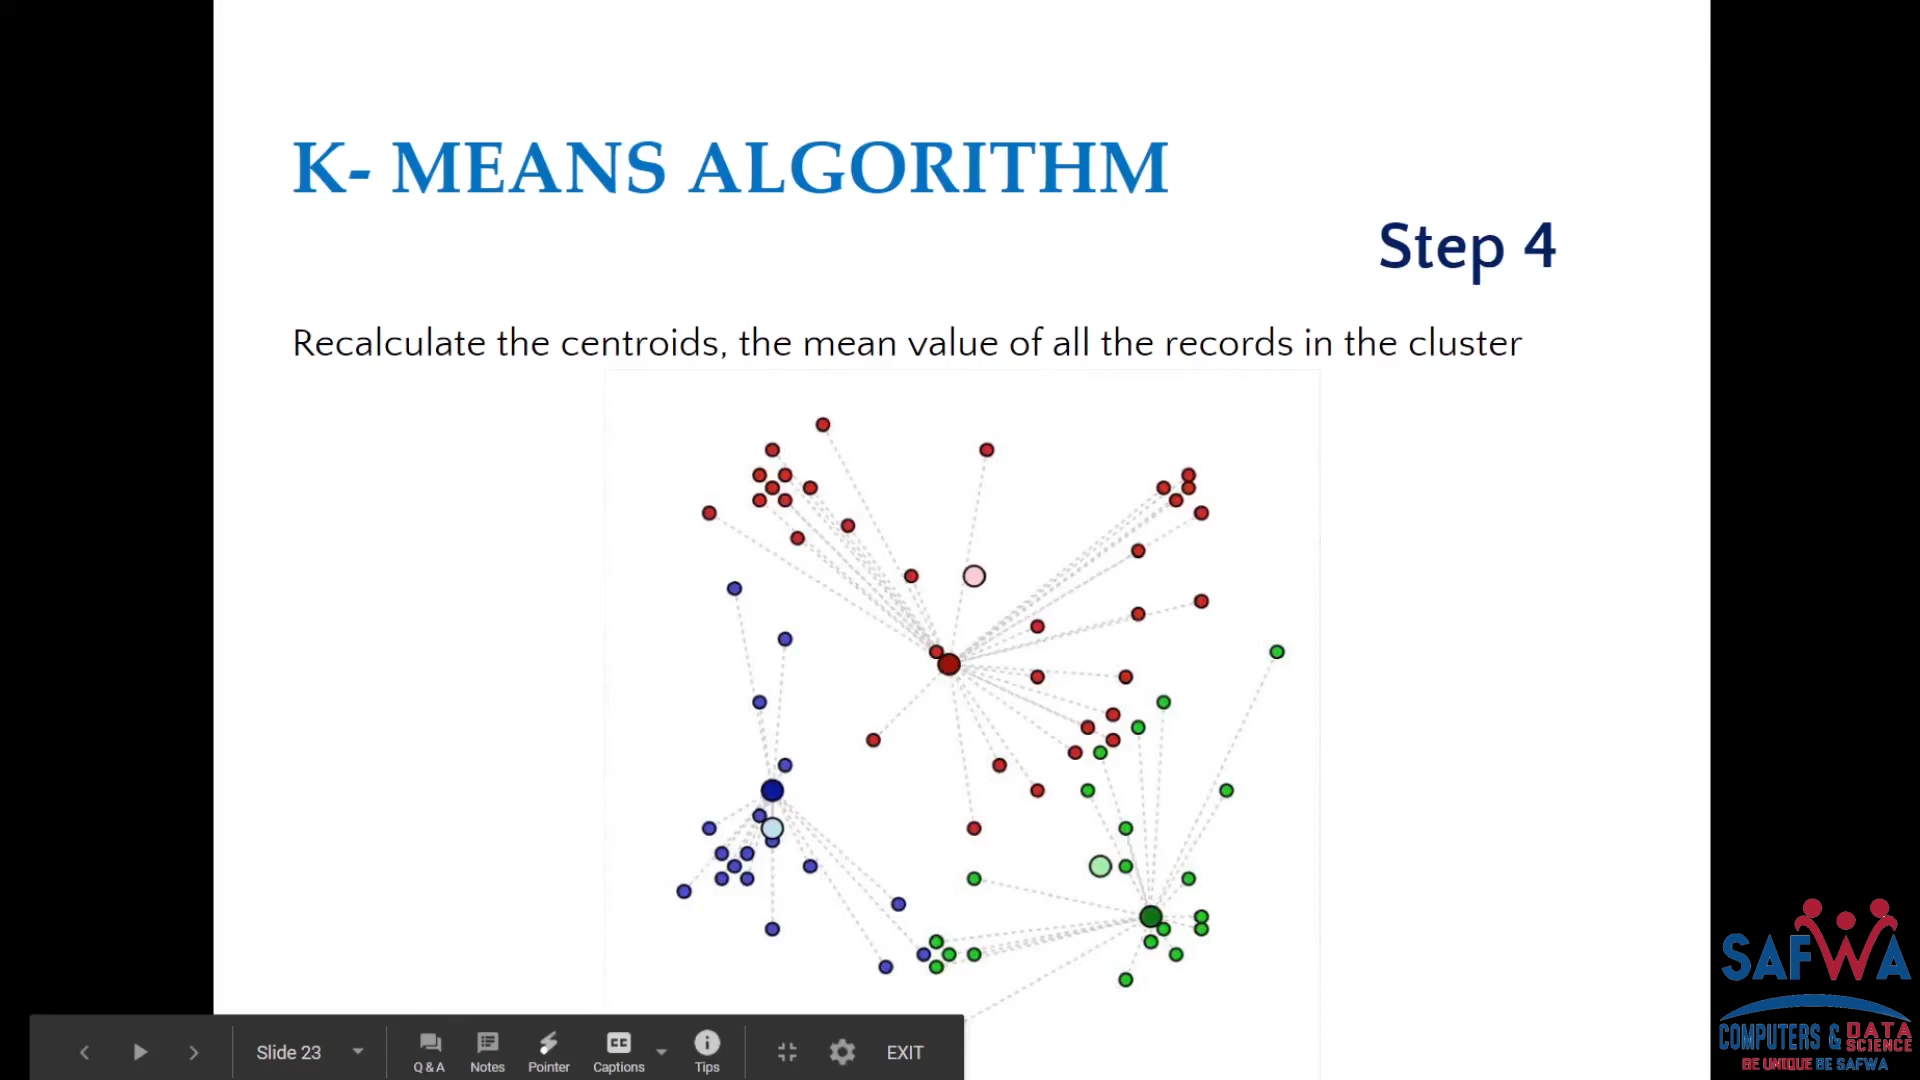 K- MEANS ALGORITHM
Step 4
Recalculate the centroids, the mean value of all the records in the cluster
SAFWA
COMPUTERS & DATA SCIENCE
BE UNIQUE BE SAFWA
Slide 23
Q & A
Notes
Pointer
CC
Captions
Tips
EXIT